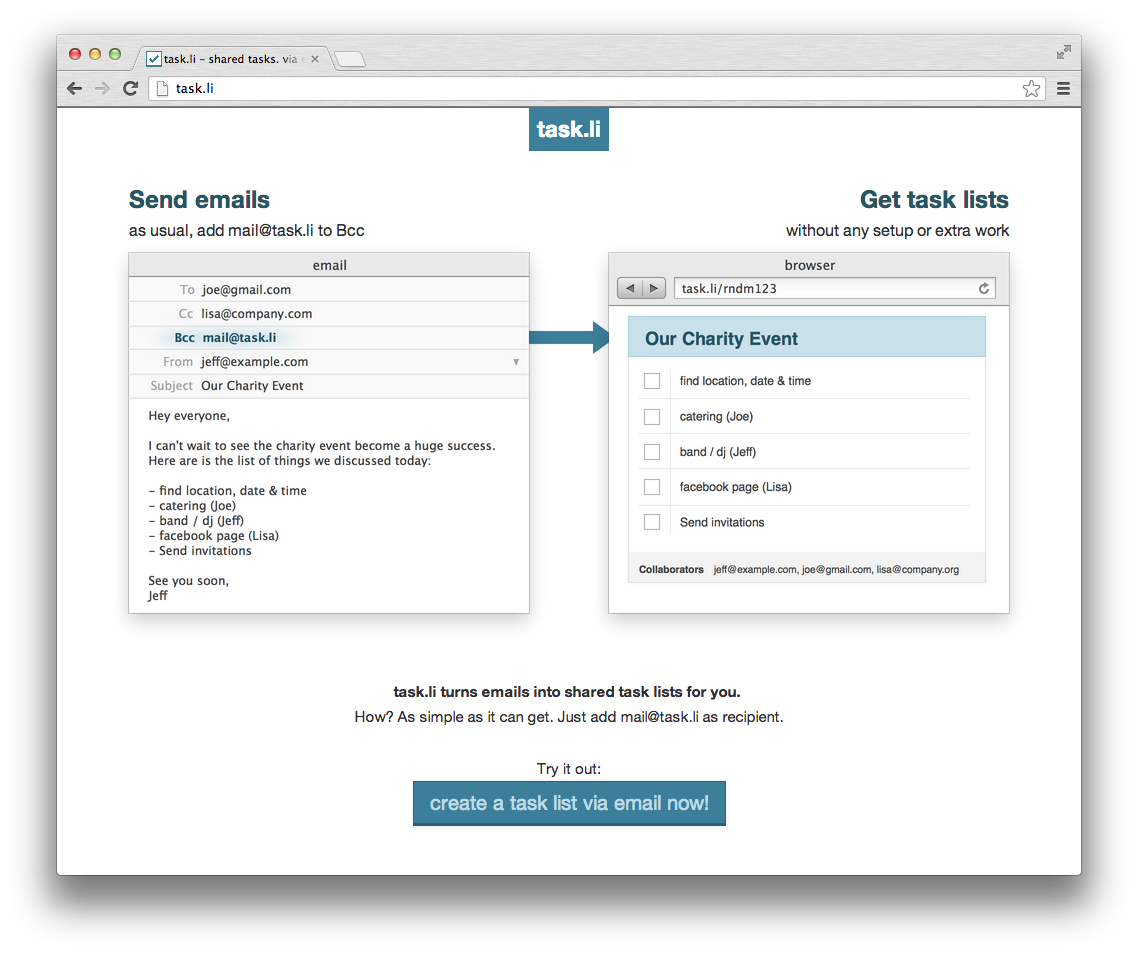 task.li – shared tasks. via
task.li
task.li
Send emails
as usual, add mail@task.li to Bcc
Get task lists
without any setup or extra work
email
To joe@gmail.com
Cc lisa@company.com
Bcc mail@task.li
From jeff@example.com
Subject Our Charity Event
Hey everyone,
I can't wait to see the charity event become a huge success.
Here are is the list of things we discussed today:
– find location, date & time
– catering (Joe)
– band / dj (Jeff)
– facebook page (Lisa)
– Send invitations
See you soon,
Jeff
browser
task.li/rndm123
Our Charity Event
find location, date & time
catering (Joe)
band / dj (Jeff)
facebook page (Lisa)
Send invitations
Collaborators jeff@example.com, joe@gmail.com, lisa@company.org
task.li turns emails into shared task lists for you.
How? As simple as it can get. Just add mail@task.li as recipient.
Try it out:
create a task list via email now!